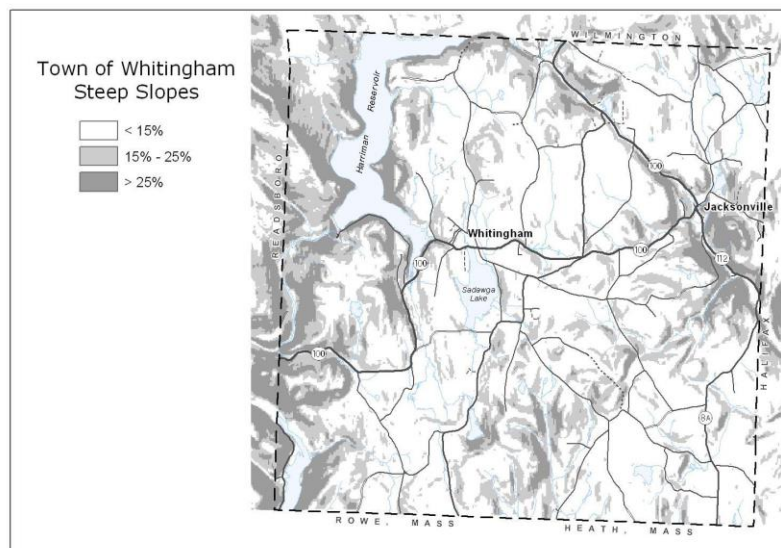 Town of Whitingham
Steep Slopes
< 15%
15% - 25%
> 25%
WILMINGTON
Harriman Reservoir
READSBORO
100
Jacksonville
Whitingham
100
100
112
Sadawga
Lake
HALIFAX
100
8A
ROWE, MASS
HEATH, MASS